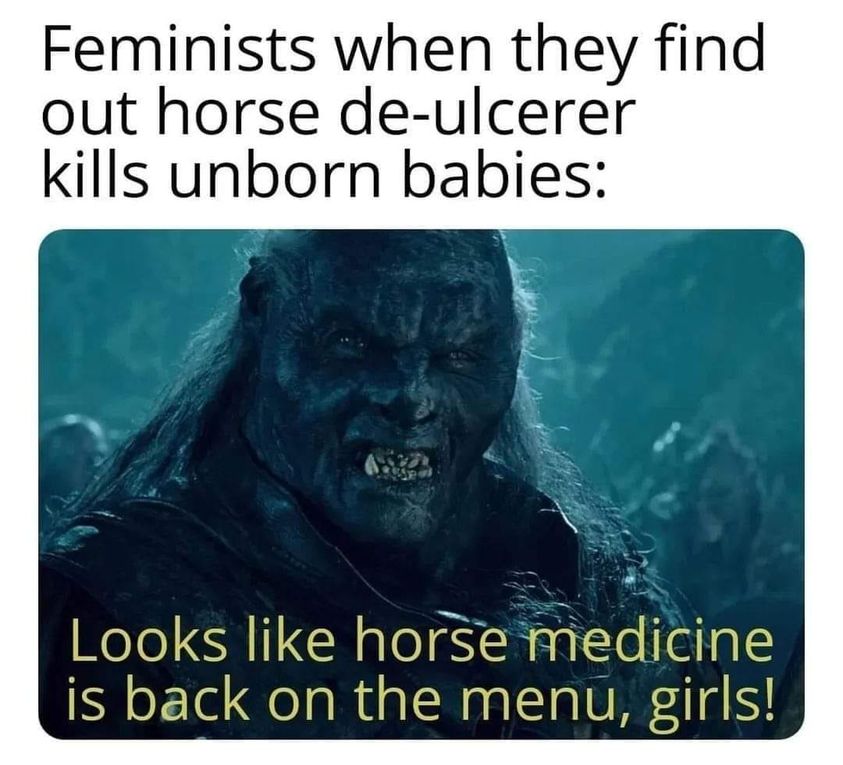 Feminists when they find
out horse de-ulcerer
kills unborn babies:
Looks like horse medicine
is back on the menu, girls!